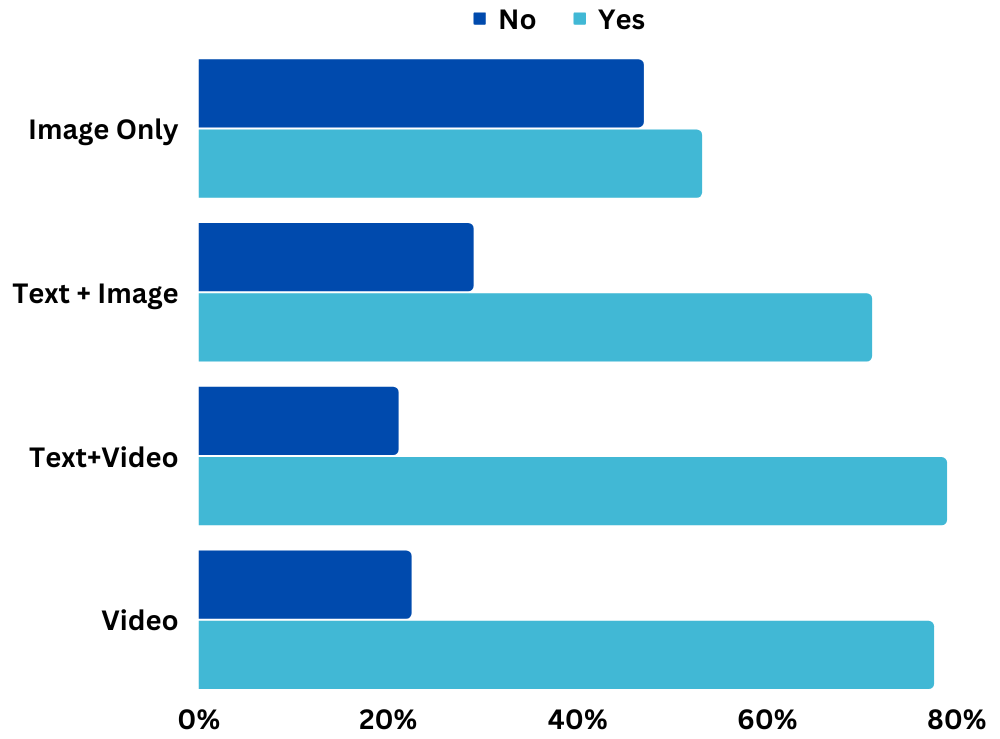 No Yes
Image Only
Text + Image
Text+Video
Video
0% 20% 40% 60% 80%